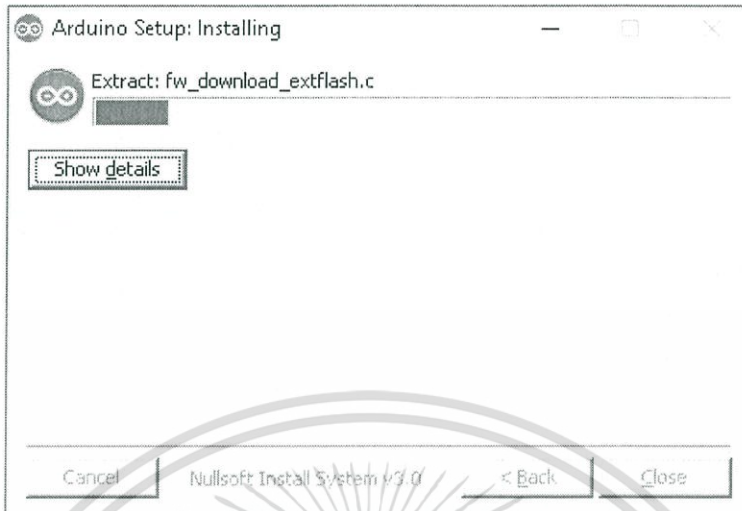 Arduino Setup: Installing
Extract: fw_download_extflash.c
Show details
Cancel Nullsoft Install System v3.0 < Back Close